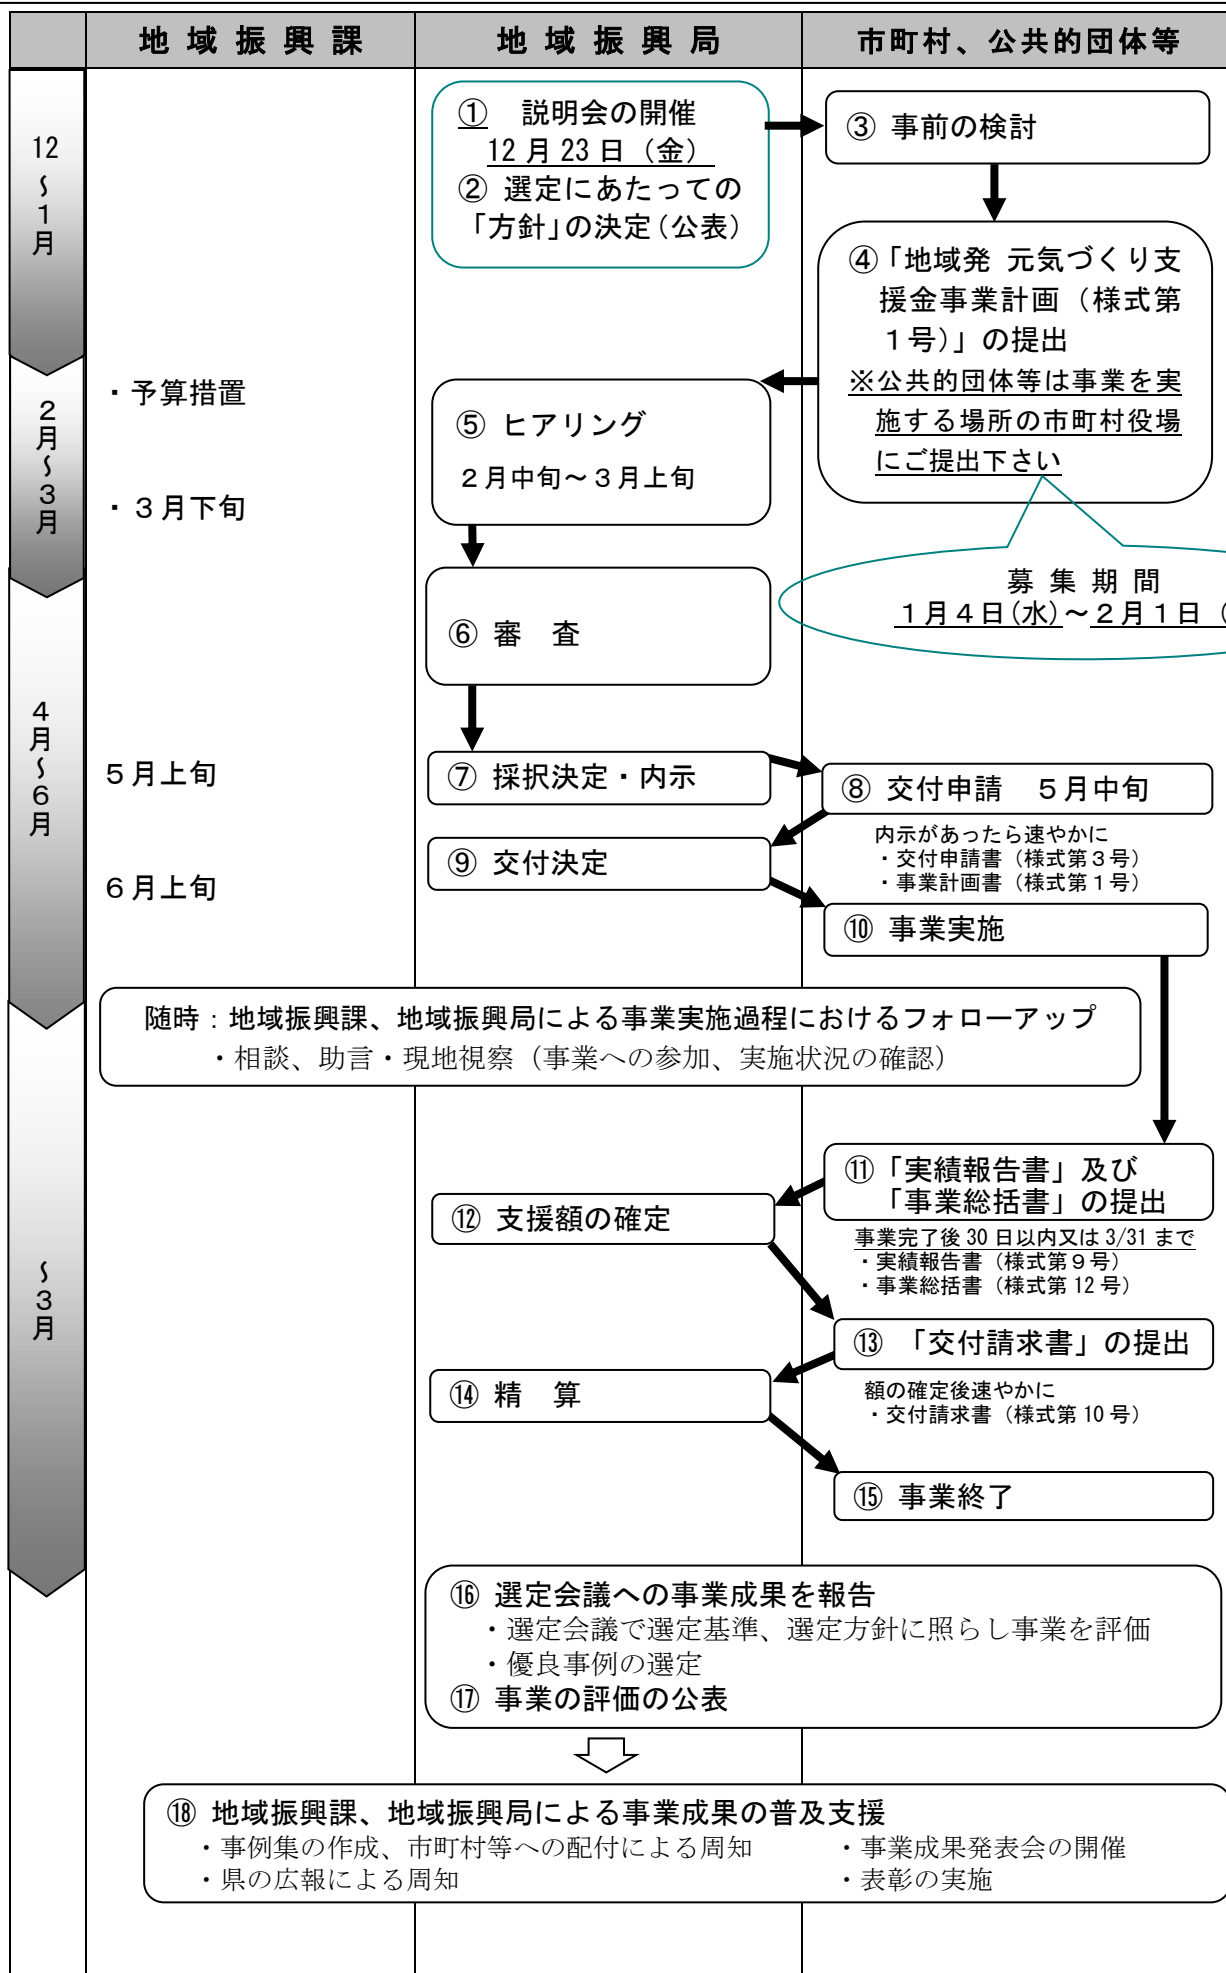 地域振興課
地域振興局
市町村、公共的団体等
12～1月
① 説明会の開催
12月23日（金）
② 選定にあたっての
「方針」の決定(公表)
③ 事前の検討
④「地域発 元気づくり支
援金事業計画（様式第
１号)」の提出
※公共的団体等は事業を実
施する場所の市町村役場
にご提出下さい
２月～３月
・予算措置
・３月下旬
⑤ ヒアリング
２月中旬～３月上旬
募集期間
１月４日(水)～２月１日（
⑥ 審　査
４月～６月
５月上旬
⑦ 採択決定・内示
⑧ 交付申請　５月中旬
内示があったら速やかに
・交付申請書（様式第３号）
・事業計画書（様式第１号）
６月上旬
⑨ 交付決定
⑩ 事業実施
随時：地域振興課、地域振興局による事業実施過程におけるフォローアップ
・相談、助言・現地視察（事業への参加、実施状況の確認）
～３月
⑪「実績報告書」及び
「事業総括書」の提出
事業完了後30日以内又は3/31まで
・実績報告書（様式第９号）
・事業総括書（様式第12号）
⑫ 支援額の確定
⑬ 「交付請求書」の提出
額の確定後速やかに
・交付請求書（様式第10号）
⑭ 精　算
⑮ 事業終了
⑯ 選定会議への事業成果を報告
・選定会議で選定基準、選定方針に照らし事業を評価
・優良事例の選定
⑰ 事業の評価の公表
⑱ 地域振興課、地域振興局による事業成果の普及支援
・事例集の作成、市町村等への配付による周知　　・事業成果発表会の開催
・県の広報による周知　　・表彰の実施